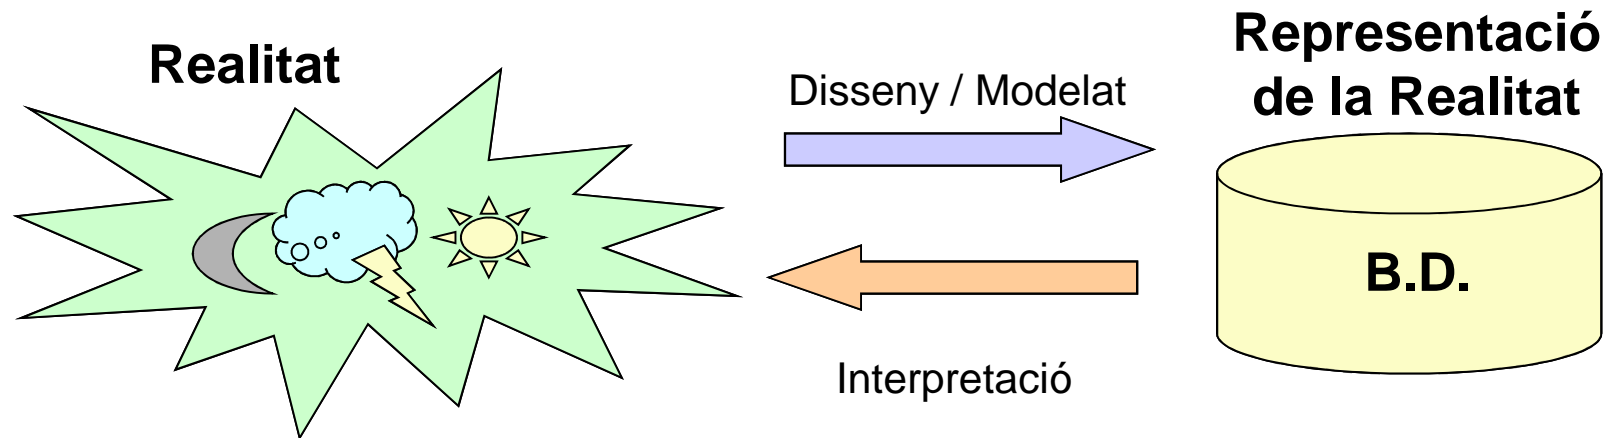 Realitat
Disseny / Modelat
Interpretació
Representació
de la Realitat
B.D.